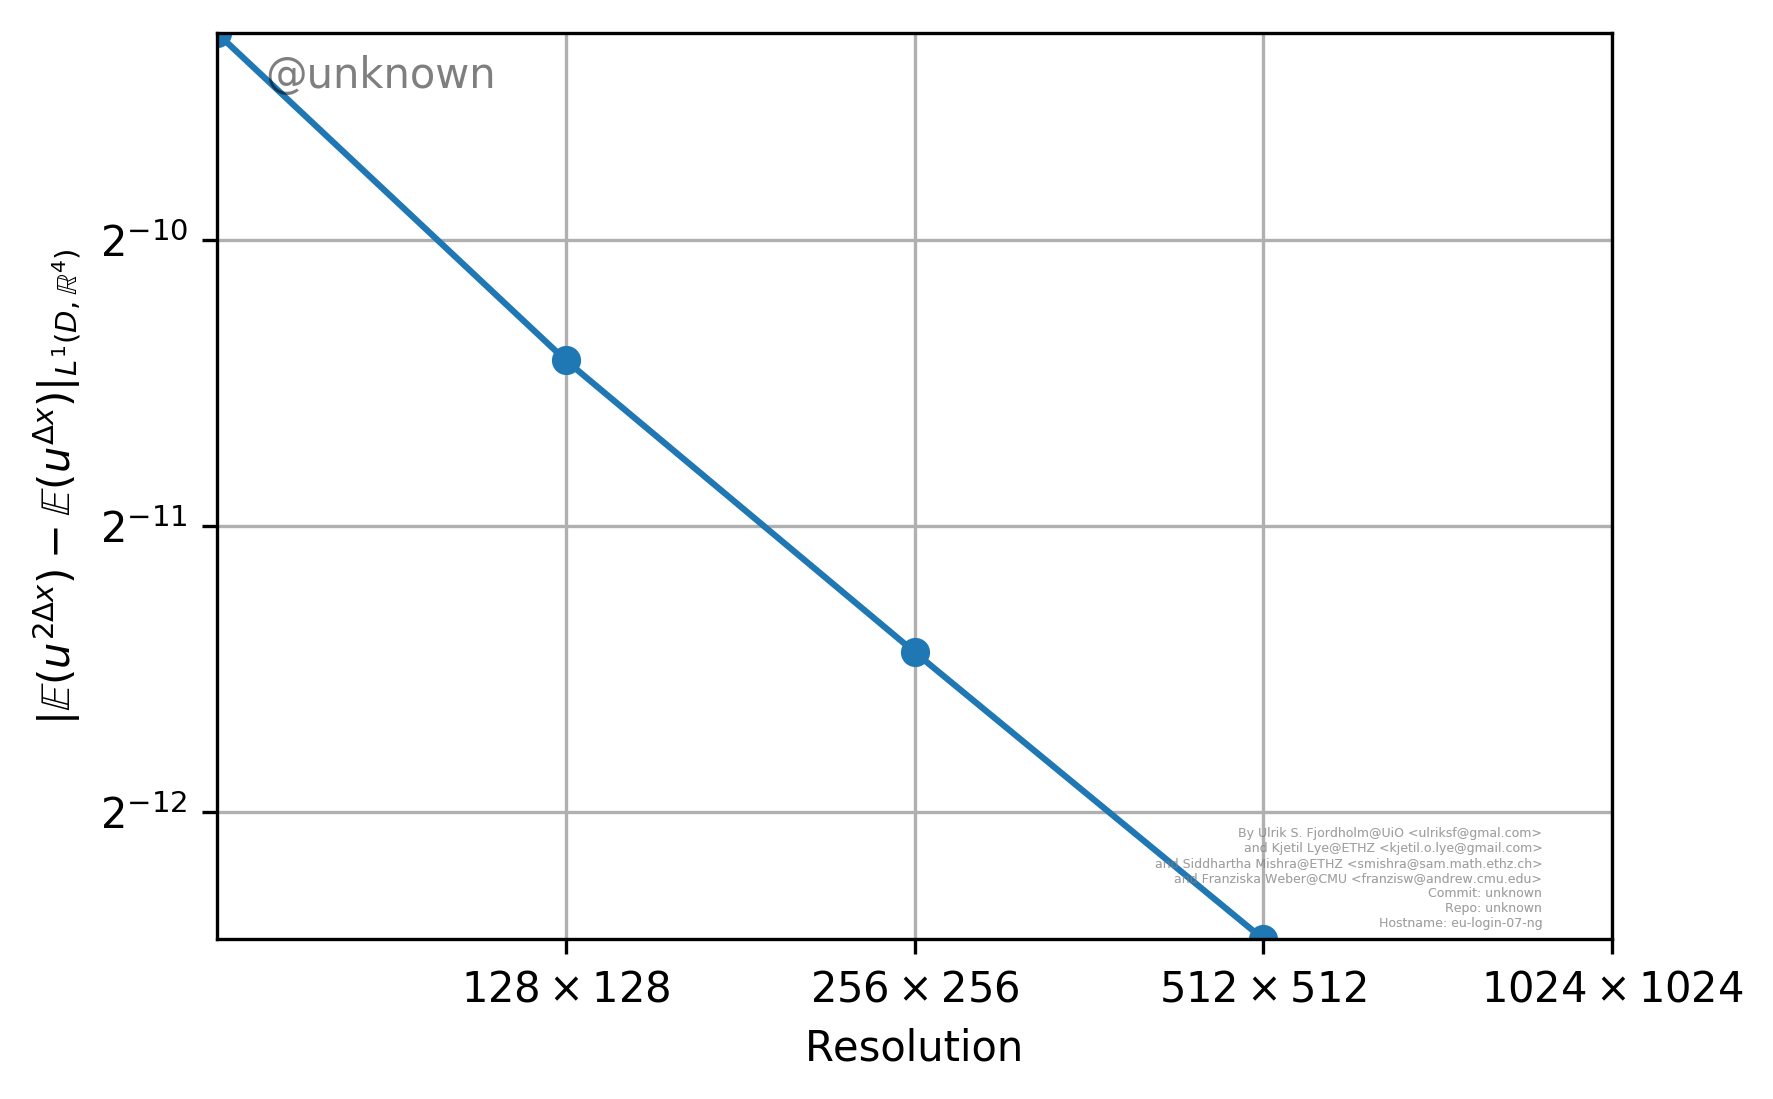 @unknown
2⁻¹⁰
2⁻¹¹
2⁻¹²
|𝔼(u^{2Δx}) − 𝔼(u^{Δx})|_{L¹(D, ℝ⁴)}
By Ulrik S. Fjordholm@UiO <ulriksf@gmal.com>
and Kjetil Lye@ETHZ <kjetil.o.lye@gmail.com>
and Siddhartha Mishra@ETHZ <smishra@sam.math.ethz.ch>
and Franziska Weber@CMU <franzisw@andrew.cmu.edu>
Commit: unknown
Repo: unknown
Hostname: eu-login-07-ng
128 × 128 256 × 256 512 × 512 1024 × 1024
Resolution